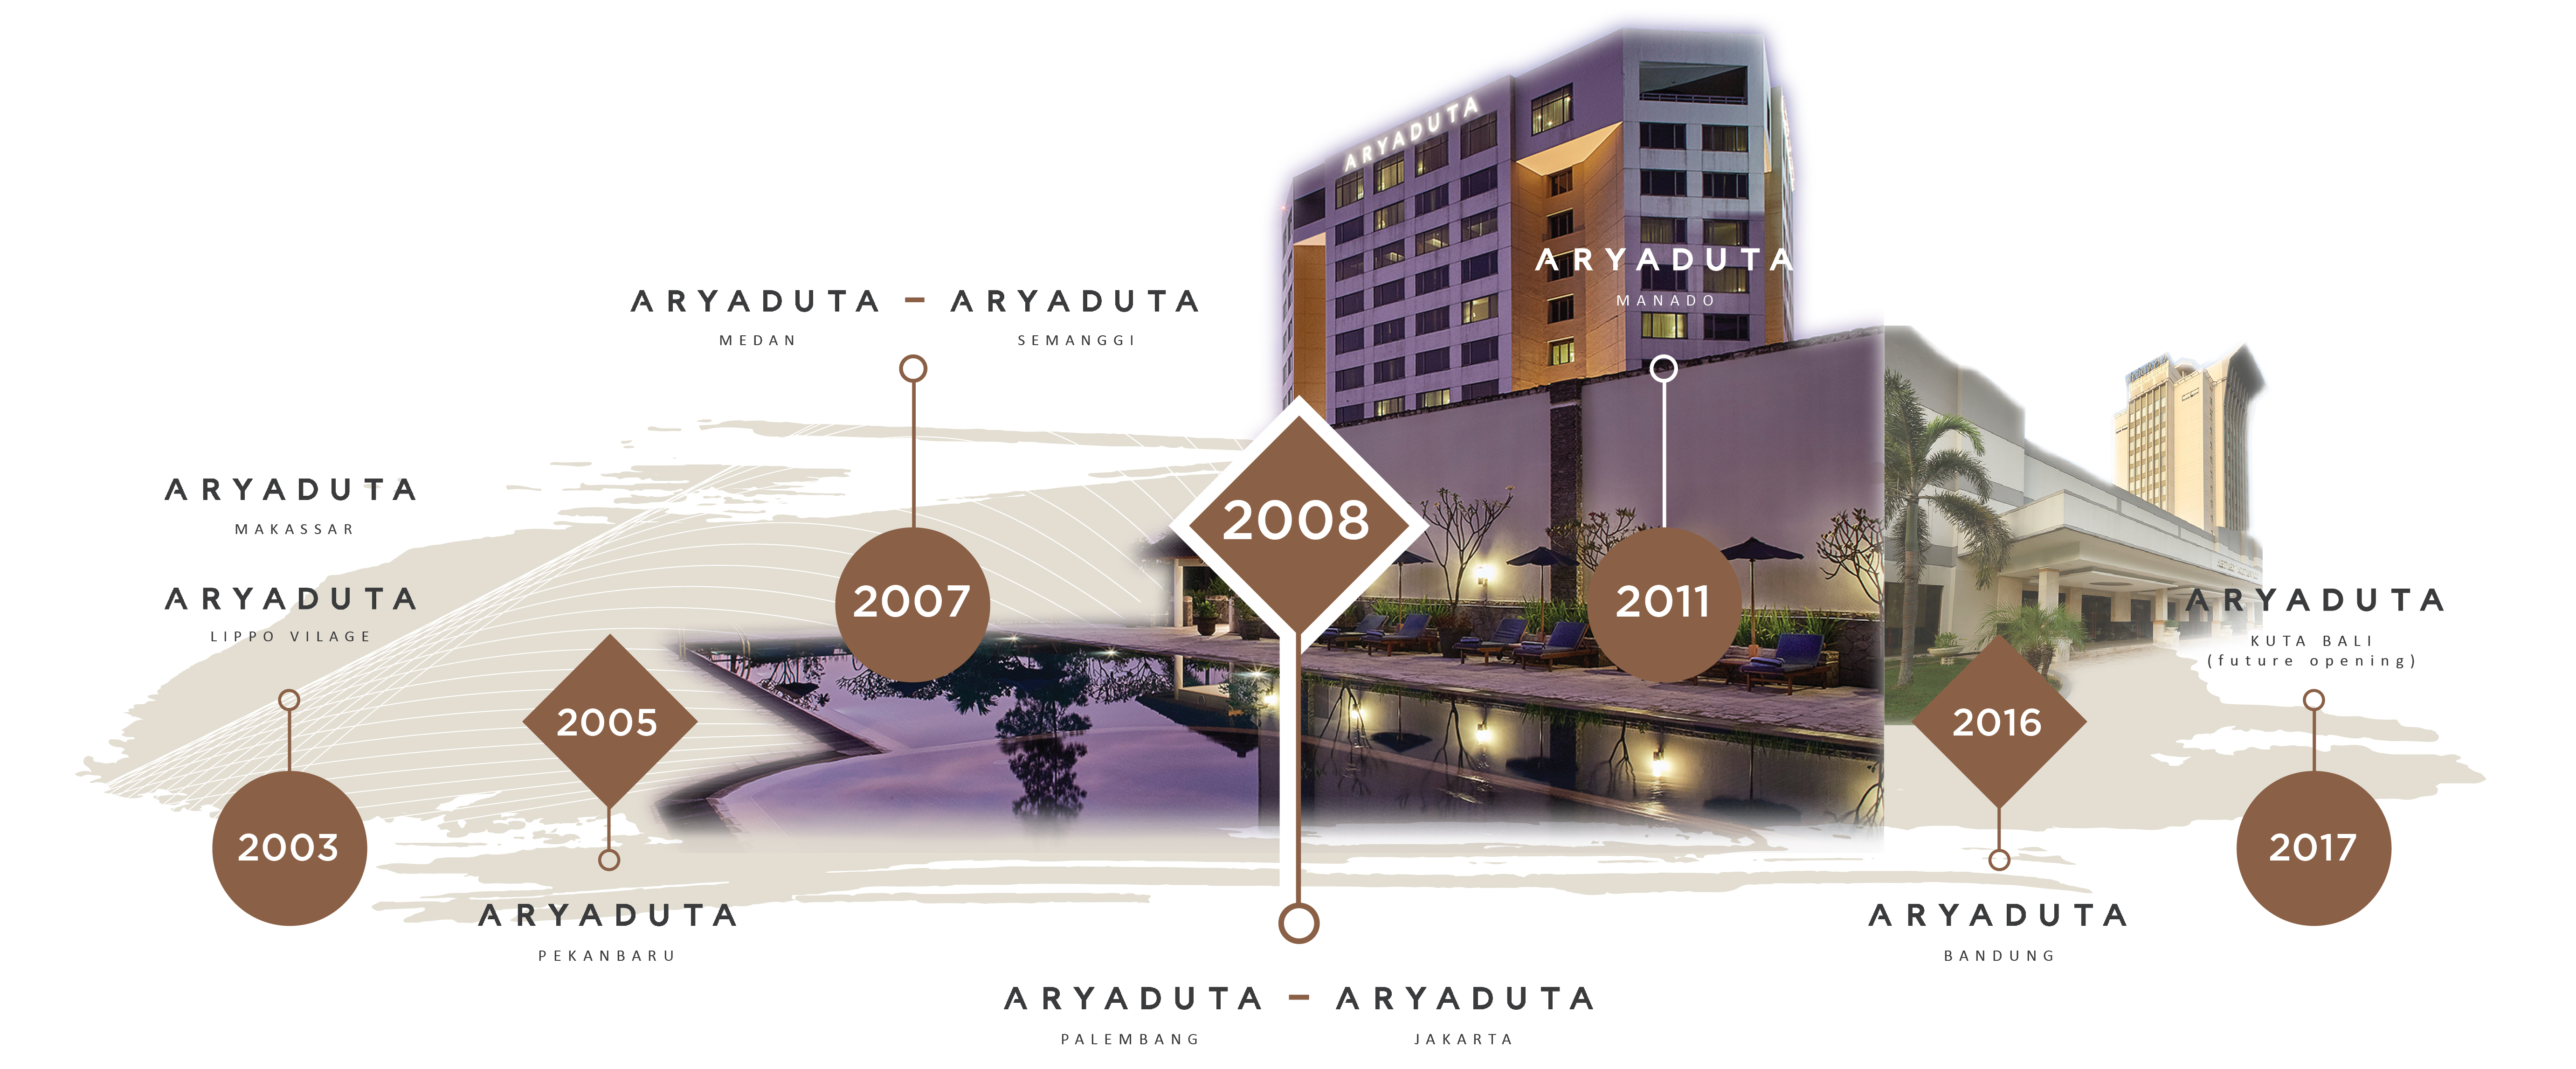 ARYADUTA
ARYADUTA
MANADO
ARYADUTA – ARYADUTA
MEDAN SEMANGGI
ARYADUTA
MAKASSAR
ARYADUTA
LIPPO VILAGE
2003
2005
ARYADUTA
PEKANBARU
2007
2008
ARYADUTA – ARYADUTA
PALEMBANG JAKARTA
2011
2016
ARYADUTA
BANDUNG
ARYADUTA
KUTA BALI
(future opening)
2017